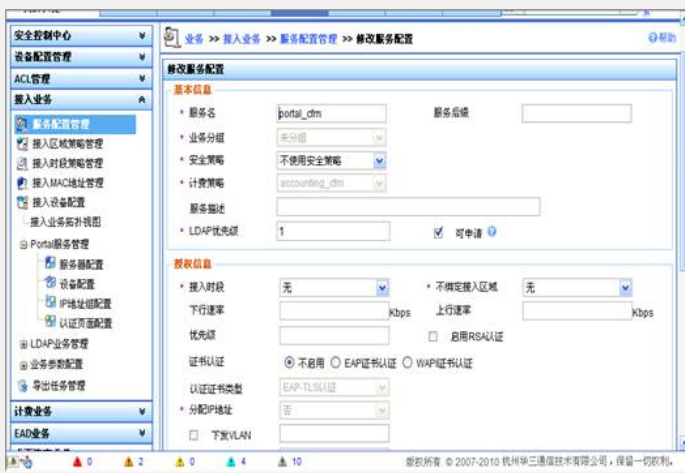 安全控制中心
设备配置管理
ACL管理
接入业务
服务配置管理
接入区域策略管理
接入时段策略管理
接入MAC地址管理
接入设备配置
接入业务拓扑视图
Portal服务管理
服务器配置
设备配置
IP地址组配置
认证页面配置
LDAP业务管理
业务参数配置
导出任务管理
计费业务
EAD业务
业务 >> 接入业务 >> 服务配置管理 >> 修改服务配置
帮助
修改服务配置
基本信息
* 服务名 portal_cfm 服务后缀
* 业务分组 未分组
* 安全策略 不使用安全策略
* 计费策略 accounting_cfm
服务描述
* LDAP优先级 1 可申请
授权信息
* 接入时段 无 * 不绑定接入区域 无
下行速率 Kbps 上行速率 Kbps
优先级 启用RSA认证
证书认证 不启用 EAP证书认证 WAPI证书认证
认证证书类型 EAP-TLS认证
* 分配IP地址 否
下发VLAN
0 2 0 4 10
版权所有 © 2007-2010 杭州华三通信技术有限公司，保留一切权利。